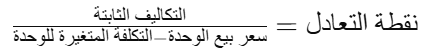 نقطة التعادل = التكاليف الثابتة
سعر بيع الوحدة–التكلفة المتغيرة للوحدة